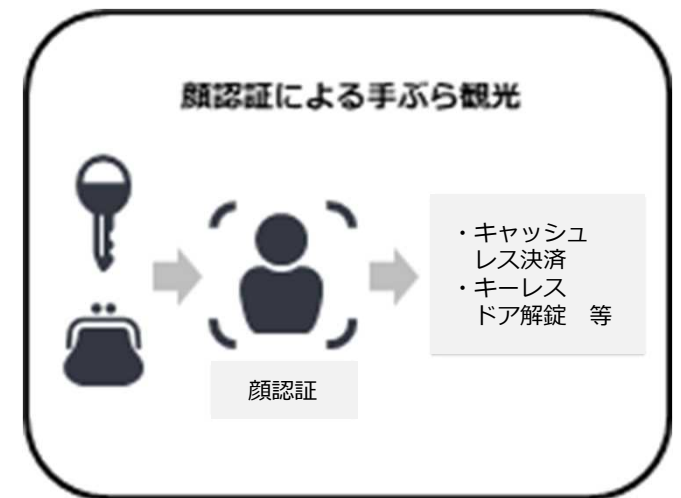 顔認証による手ぶら観光
・キャッシュ
レス決済
・キーレス
ドア解錠　等
顔認証